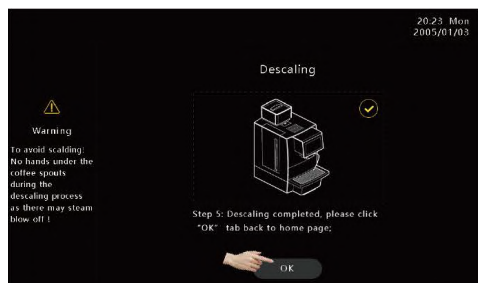 20:23 Mon
2005/01/03
Descaling
Warning
To avoid scalding!
No hands under the
coffee spouts
during the
descaling process
as there may steam
blow off !
Step 5: Descaling completed, please click
"OK" tab back to home page;
OK